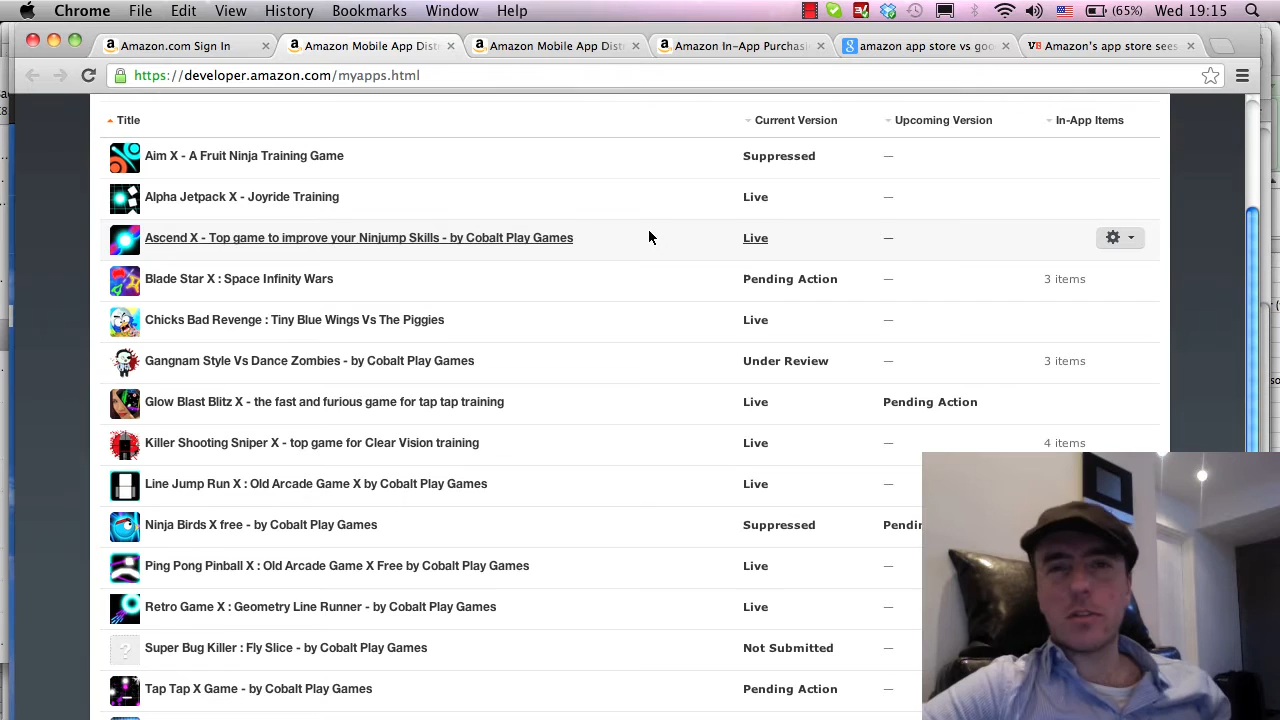 Chrome File Edit View History Bookmarks Window Help (65%) Wed 19:15
Amazon.com Sign In Amazon Mobile App Dist Amazon Mobile App Dist Amazon In-App Purcha amazon app store vs goo Amazon's app store sees
https://developer.amazon.com/myapps.html
Title Current Version Upcoming Version In-App Items
Aim X - A Fruit Ninja Training Game Suppressed —
Alpha Jetpack X - Joyride Training Live —
Ascend X - Top game to improve your Ninjump Skills - by Cobalt Play Games Live —
Blade Star X : Space Infinity Wars Pending Action — 3 items
Chicks Bad Revenge : Tiny Blue Wings Vs The Piggies Live —
Gangnam Style Vs Dance Zombies - by Cobalt Play Games Under Review — 3 items
Glow Blast Blitz X - the fast and furious game for tap tap training Live Pending Action
Killer Shooting Sniper X - top game for Clear Vision training Live — 4 items
Line Jump Run X : Old Arcade Game X by Cobalt Play Games Live —
Ninja Birds X free - by Cobalt Play Games Suppressed Pendin
Ping Pong Pinball X : Old Arcade Game X Free by Cobalt Play Games Live —
Retro Game X : Geometry Line Runner - by Cobalt Play Games Live —
Super Bug Killer : Fly Slice - by Cobalt Play Games Not Submitted —
Tap Tap X Game - by Cobalt Play Games Pending Action —